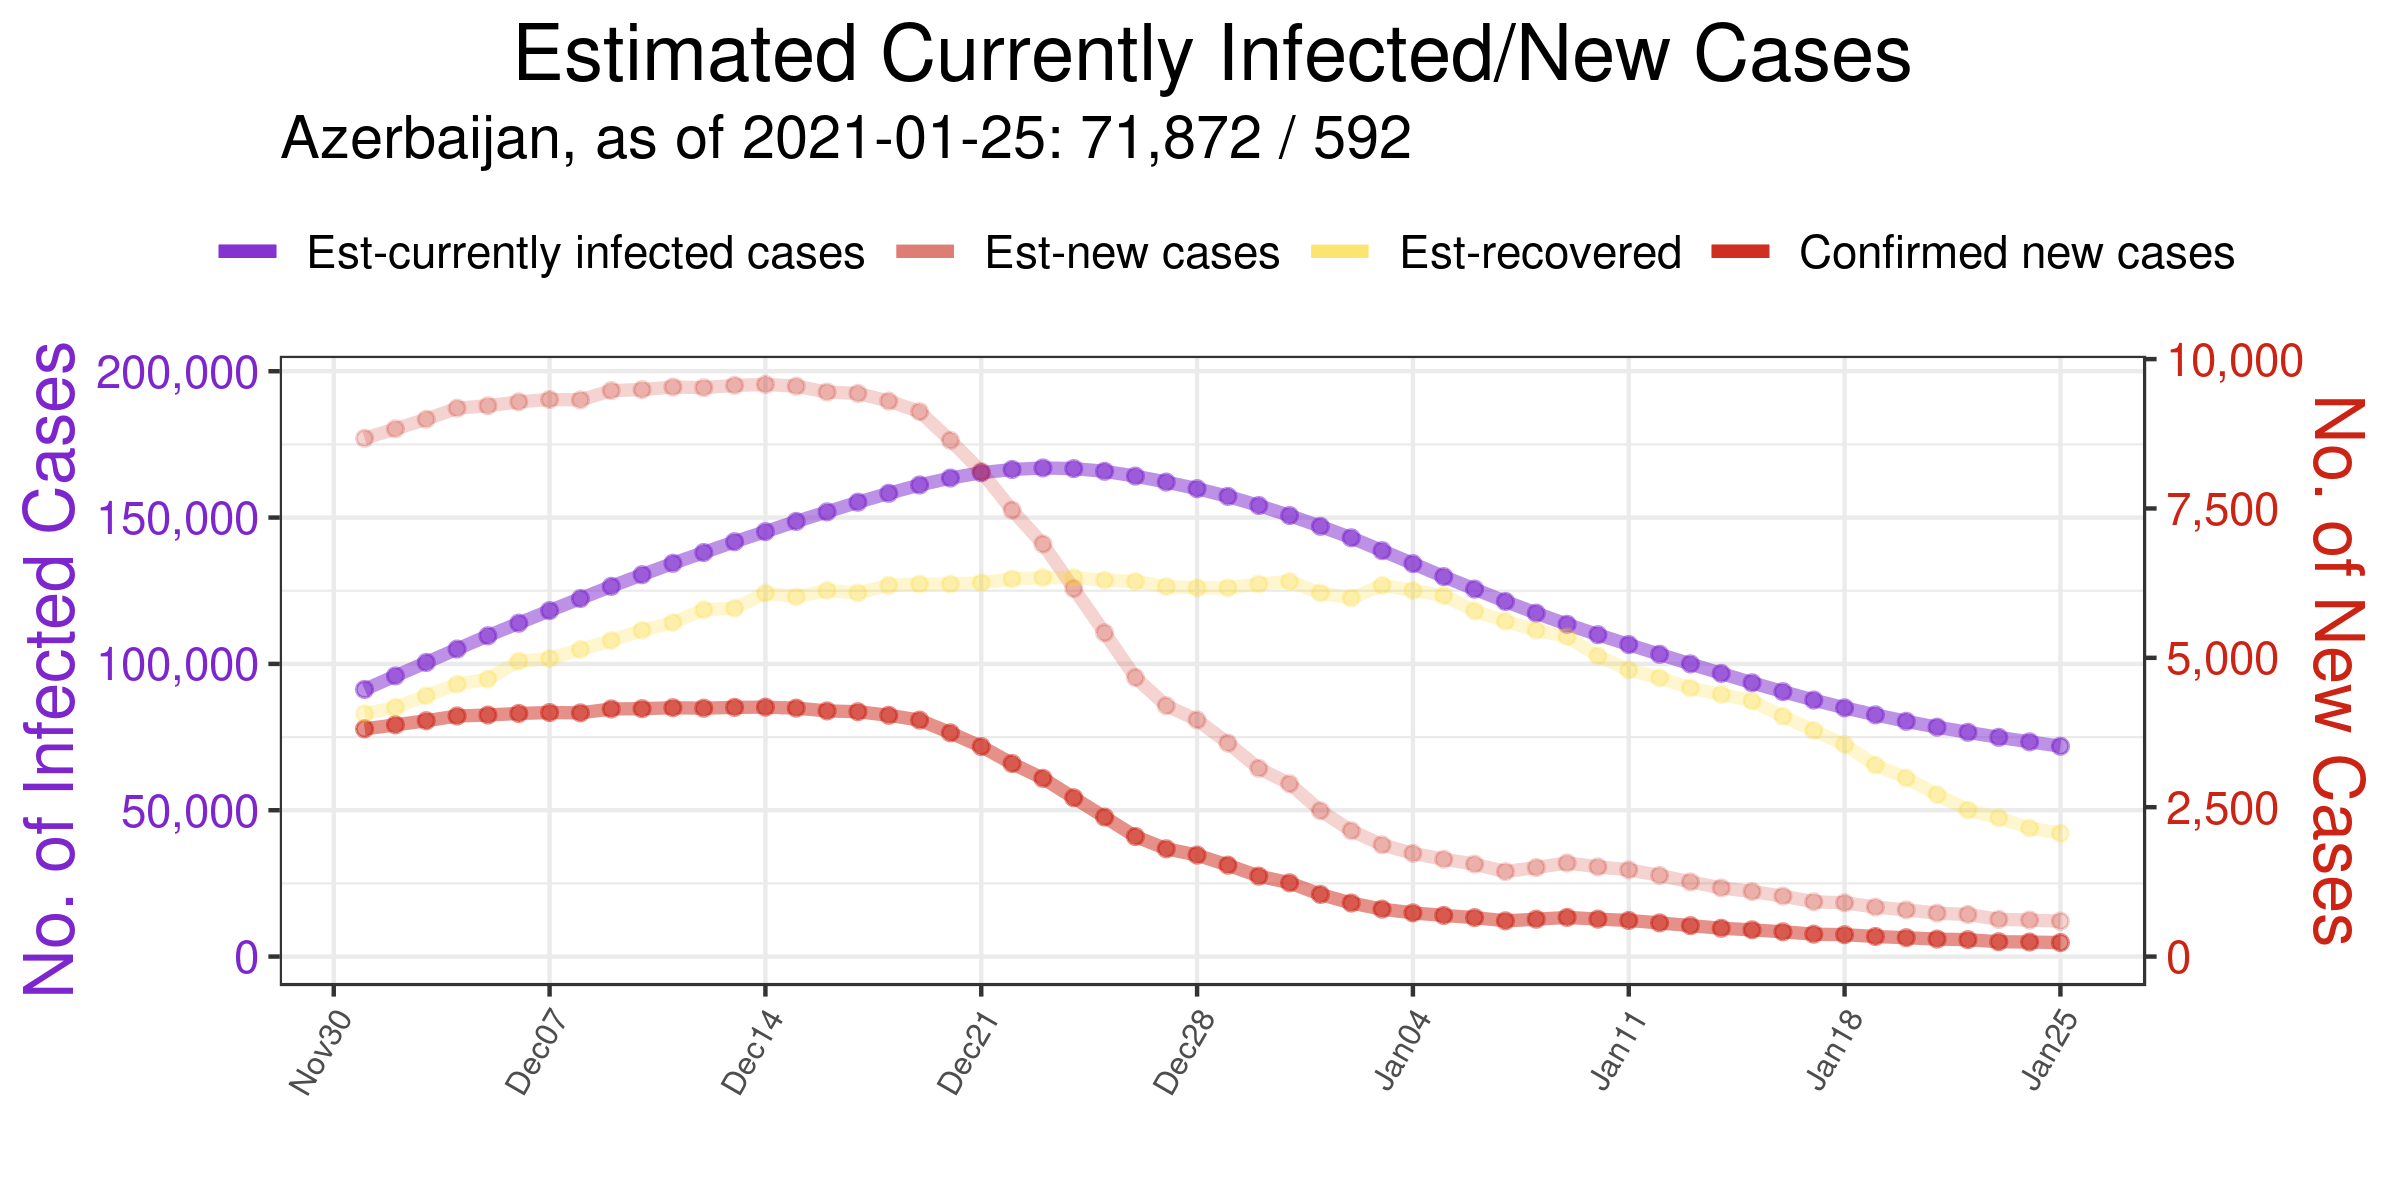 Estimated Currently Infected/New Cases
Azerbaijan, as of 2021-01-25: 71,872 / 592
Est-currently infected cases Est-new cases Est-recovered Confirmed new cases
No. of Infected Cases
200,000
150,000
100,000
50,000
0
10,000
7,500
5,000
2,500
0
No. of New Cases
Nov30 Dec07 Dec14 Dec21 Dec28 Jan04 Jan11 Jan18 Jan25